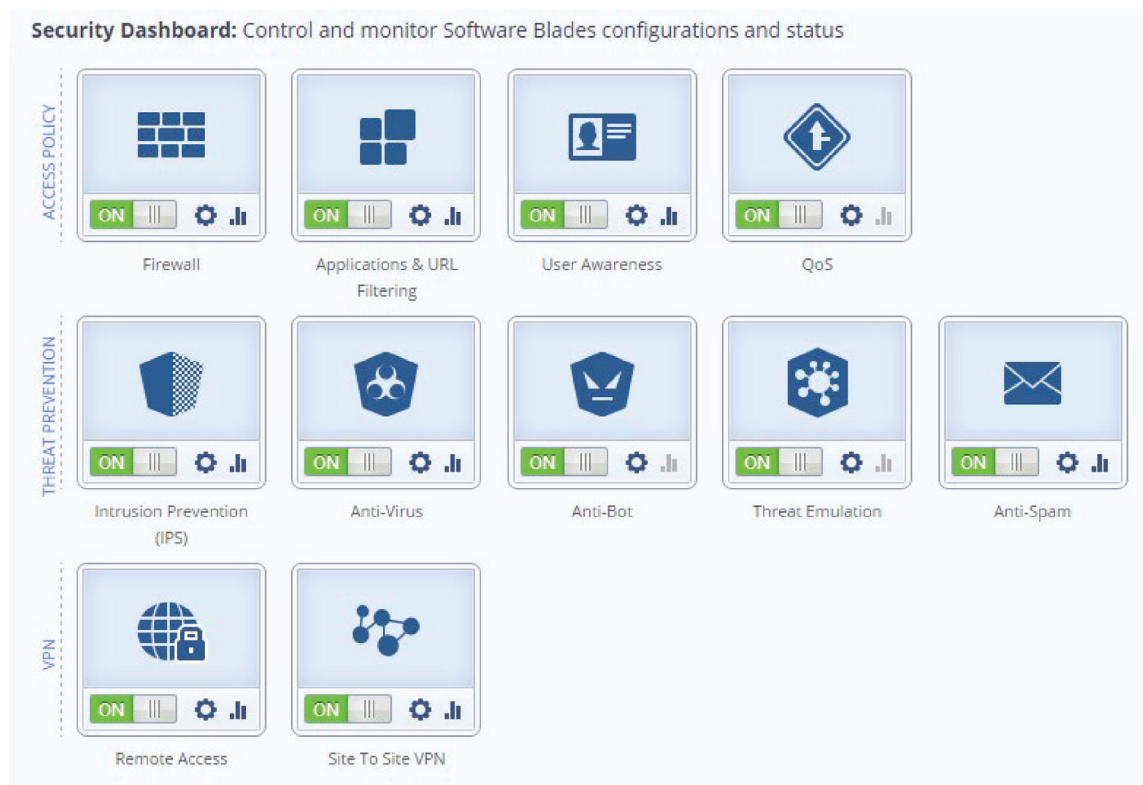 Security Dashboard: Control and monitor Software Blades configurations and status
ACCESS POLICY
ON
ON
ON
ON
Firewall
Applications & URL
Filtering
User Awareness
QoS
THREAT PREVENTION
ON
ON
ON
ON
ON
Intrusion Prevention
(IPS)
Anti-Virus
Anti-Bot
Threat Emulation
Anti-Spam
VPN
ON
ON
Remote Access
Site To Site VPN